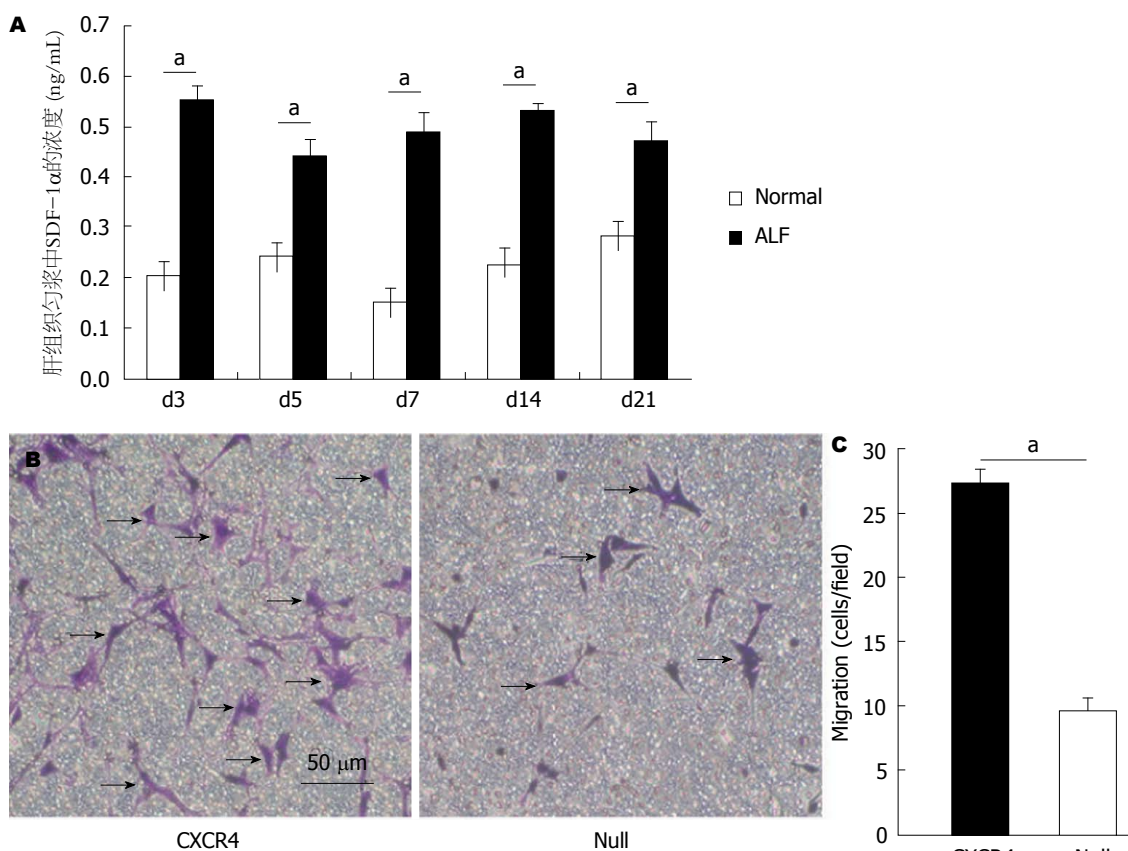 A
肝组织匀浆中SDF-1α的浓度 (ng/mL)
0.7
0.6
0.5
0.4
0.3
0.2
0.1
0.0
a
a
a
a
a
d3
d5
d7
d14
d21
Normal
ALF
B
50 μm
CXCR4
Null
C
Migration (cells/field)
30
25
20
15
10
5
0
a